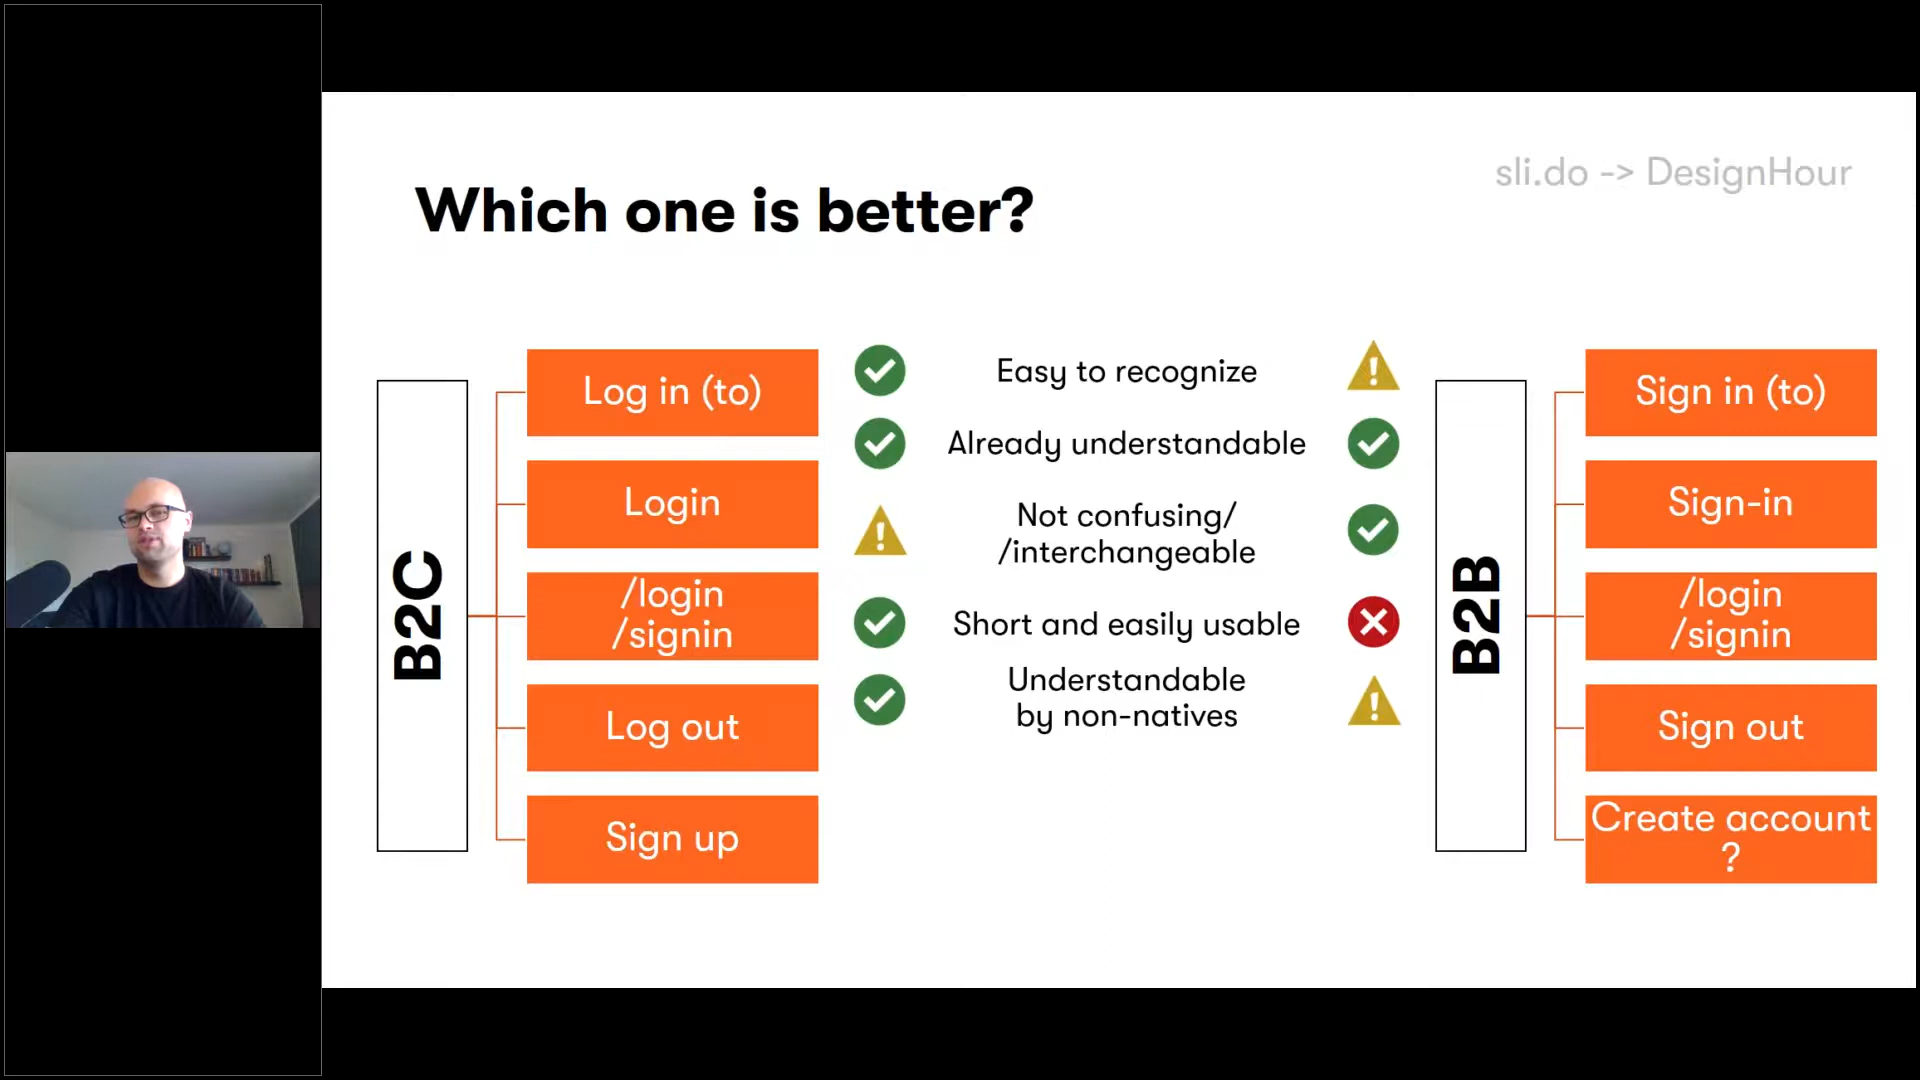 sli.do -> DesignHour
Which one is better?
B2C
Log in (to)
Login
/login
/signin
Log out
Sign up
Easy to recognize
Already understandable
Not confusing/
/interchangeable
Short and easily usable
Understandable
by non-natives
B2B
Sign in (to)
Sign-in
/login
/signin
Sign out
Create account
?